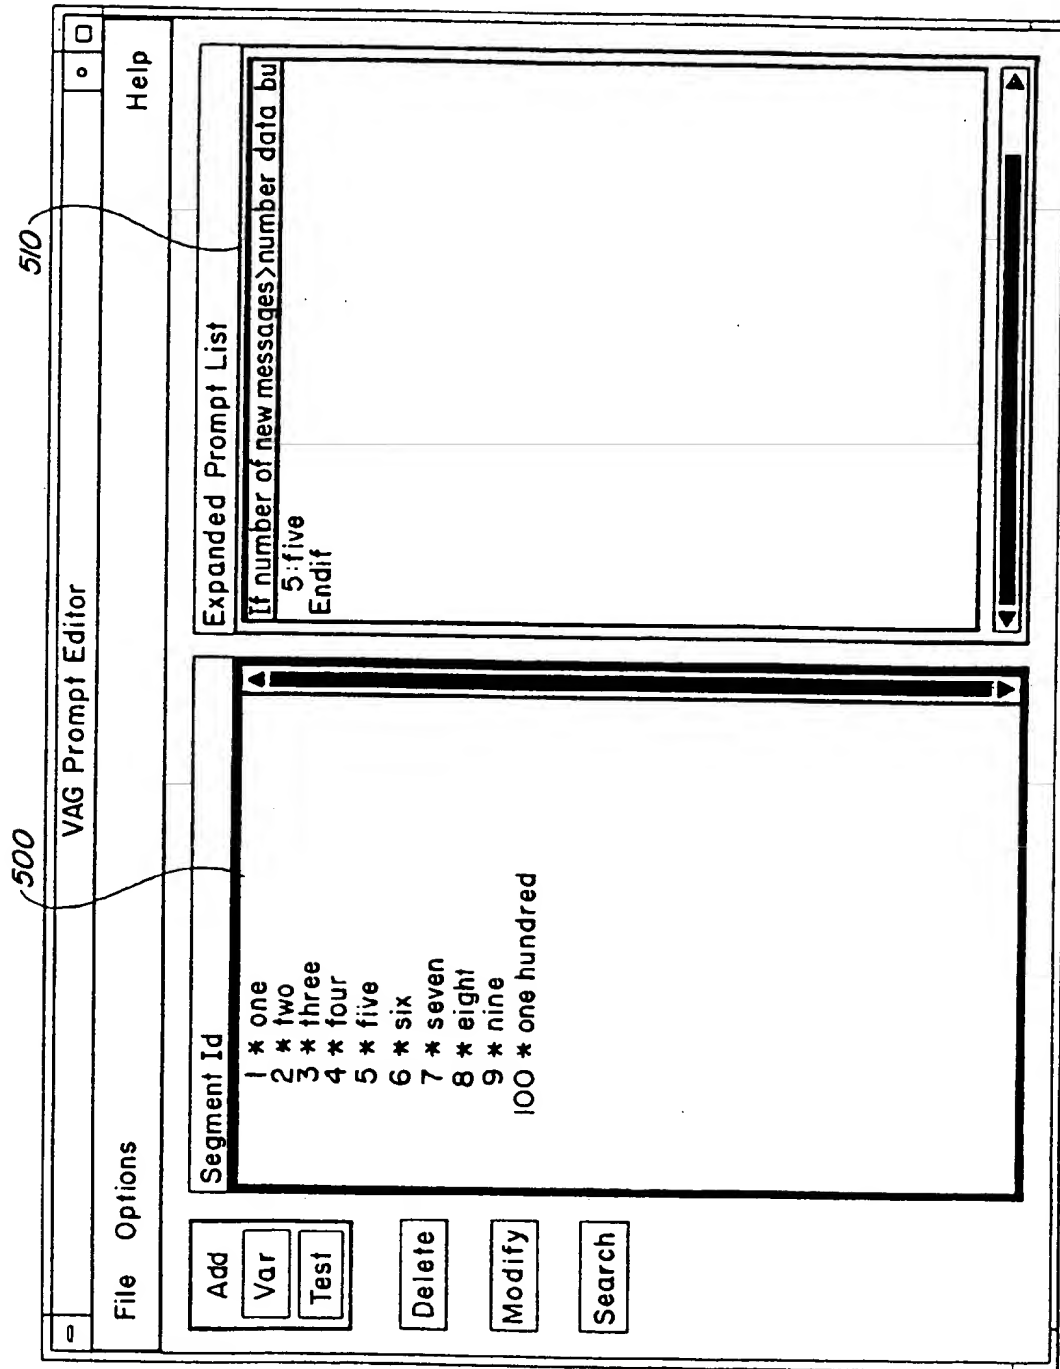 500
510
VAG Prompt Editor
File Options Help
Add
Var
Test
Delete
Modify
Search
Segment Id
1 * one
2 * two
3 * three
4 * four
5 * five
6 * six
7 * seven
8 * eight
9 * nine
100 * one hundred
Expanded Prompt List
If number of new messages>number data bu
5:five
Endif